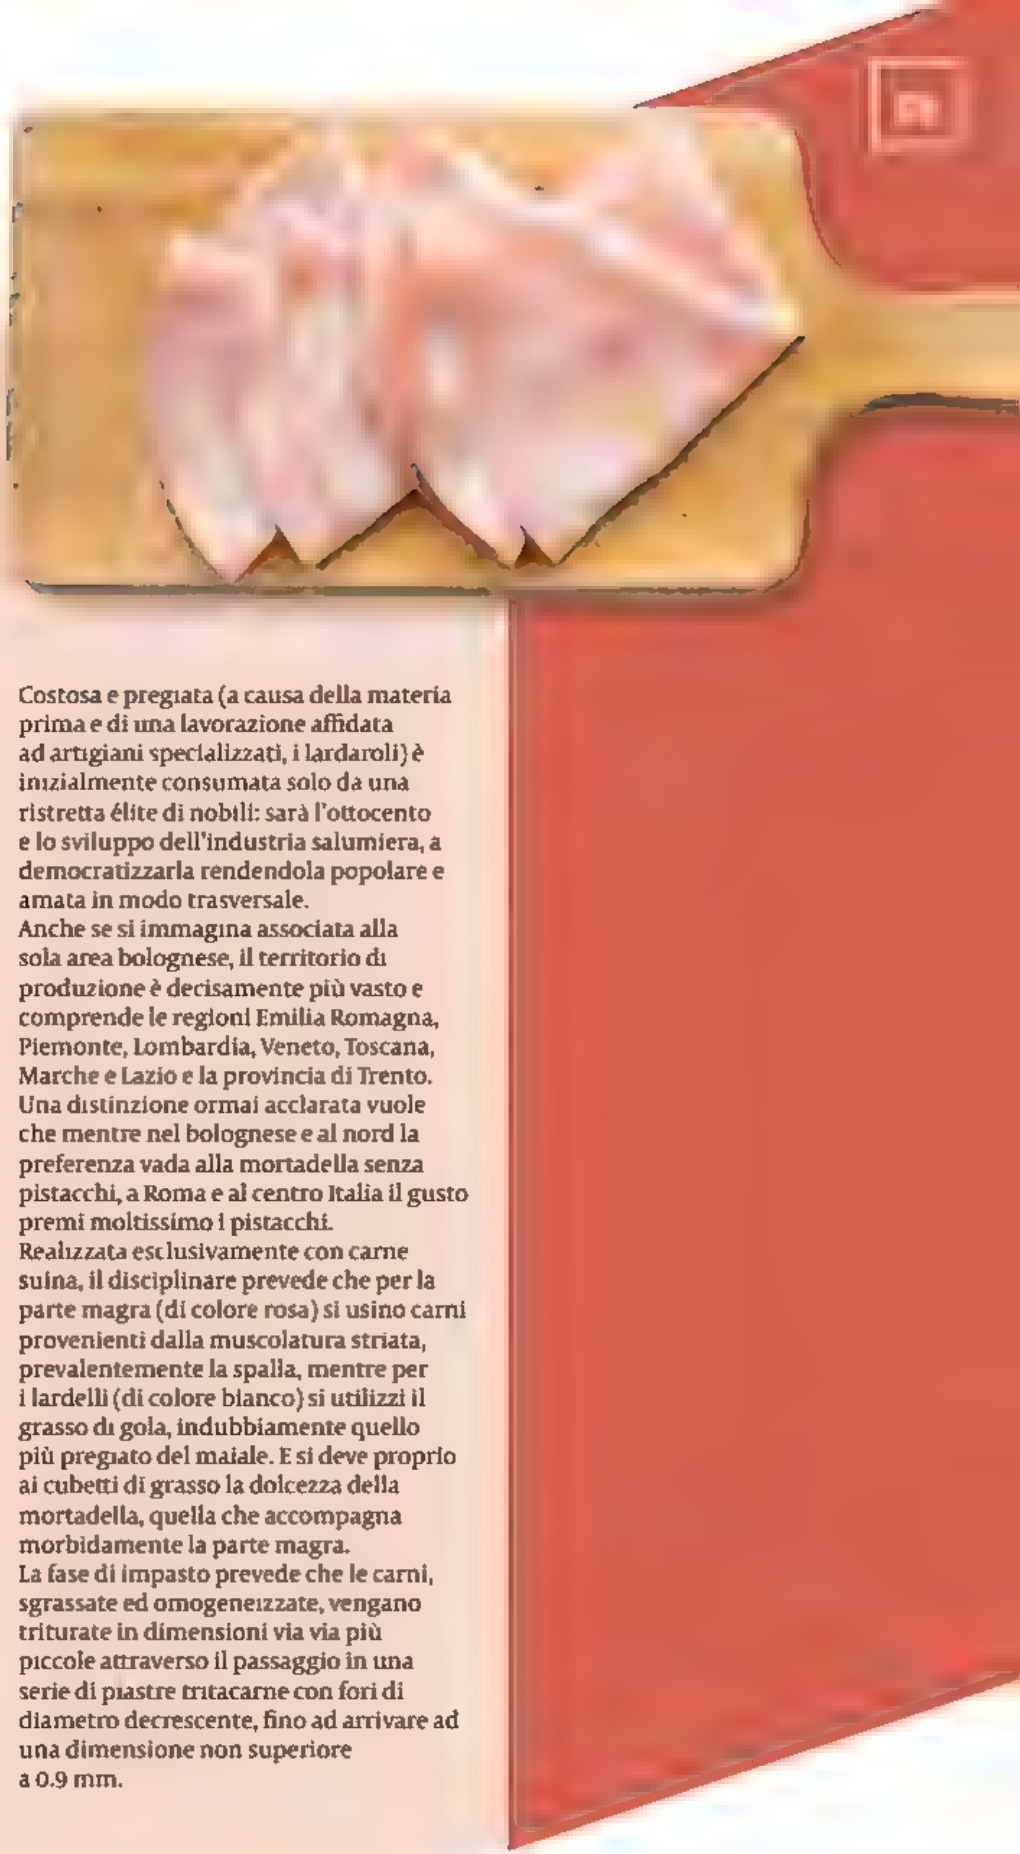 Costosa e pregiata (a causa della materia
prima e di una lavorazione affidata
ad artigiani specializzati, i lardaroli) è
inizialmente consumata solo da una
ristretta élite di nobili: sarà l'ottocento
e lo sviluppo dell'industria salumiera, a
democratizzarla rendendola popolare e
amata in modo trasversale.
Anche se si immagina associata alla
sola area bolognese, il territorio di
produzione è decisamente più vasto e
comprende le regioni Emilia Romagna,
Piemonte, Lombardia, Veneto, Toscana,
Marche e Lazio e la provincia di Trento.
Una distinzione ormai acclarata vuole
che mentre nel bolognese e al nord la
preferenza vada alla mortadella senza
pistacchi, a Roma e al centro Italia il gusto
premi moltissimo i pistacchi.
Realizzata esclusivamente con carne
suina, il disciplinare prevede che per la
parte magra (di colore rosa) si usino carni
provenienti dalla muscolatura striata,
prevalentemente la spalla, mentre per
i lardelli (di colore bianco) si utilizzi il
grasso di gola, indubbiamente quello
più pregiato del maiale. E si deve proprio
ai cubetti di grasso la dolcezza della
mortadella, quella che accompagna
morbidamente la parte magra.
La fase di impasto prevede che le carni,
sgrassate ed omogeneizzate, vengano
triturate in dimensioni via via più
piccole attraverso il passaggio in una
serie di piastre tritacarne con fori di
diametro decrescente, fino ad arrivare ad
una dimensione non superiore
a 0.9 mm.